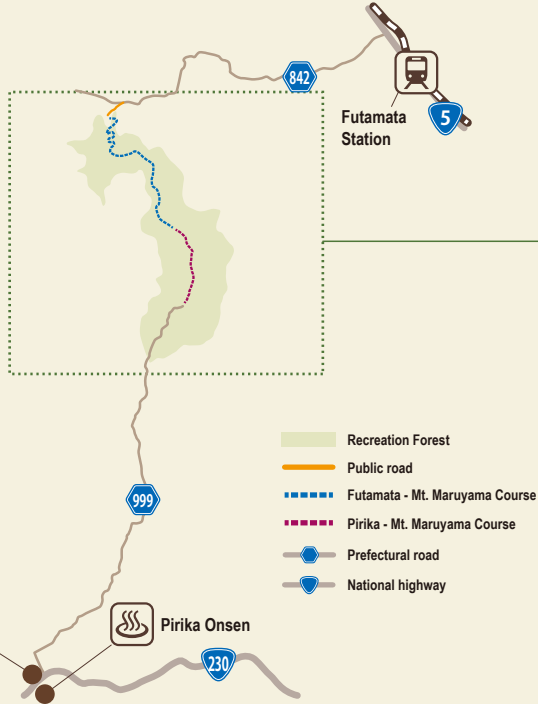 842
Futamata
Station
5
Recreation Forest
Public road
Futamata - Mt. Maruyama Course
Pirika - Mt. Maruyama Course
999
Prefectural road
National highway
Pirika Onsen
230